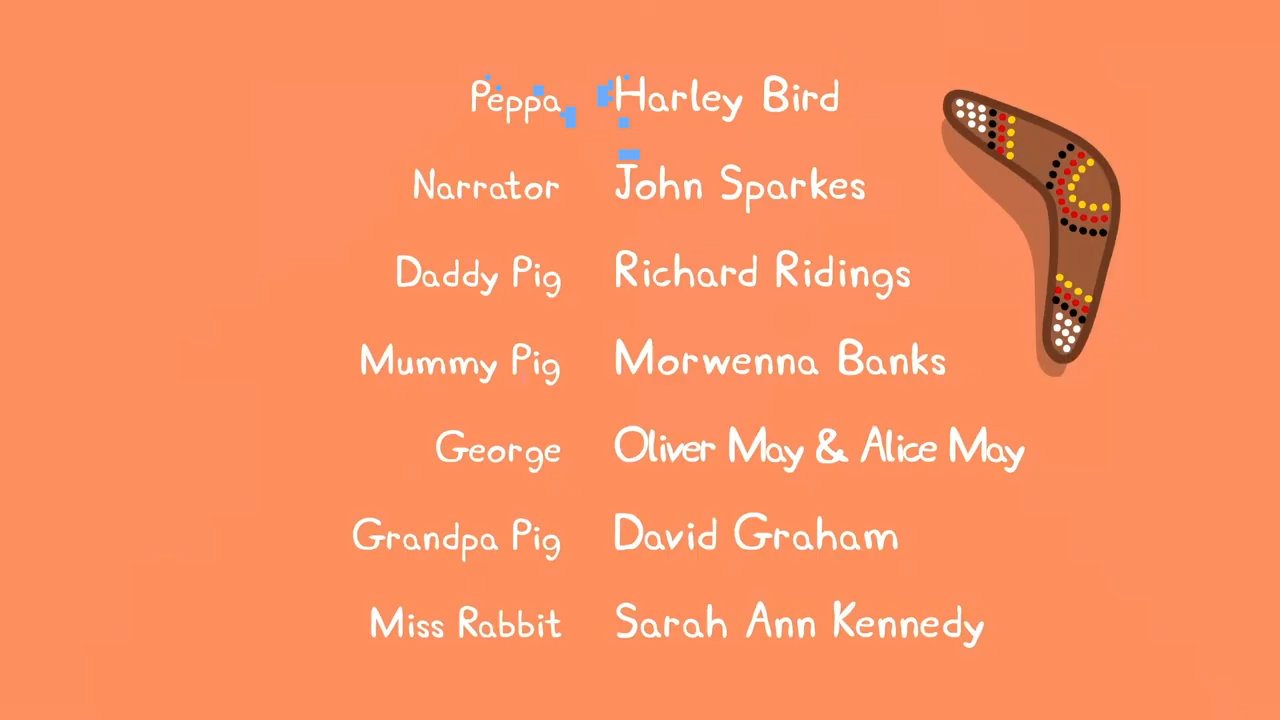 Peppa Harley Bird
Narrator John Sparkes
Daddy Pig Richard Ridings
Mummy Pig Morwenna Banks
George Oliver May & Alice May
Grandpa Pig David Graham
Miss Rabbit Sarah Ann Kennedy